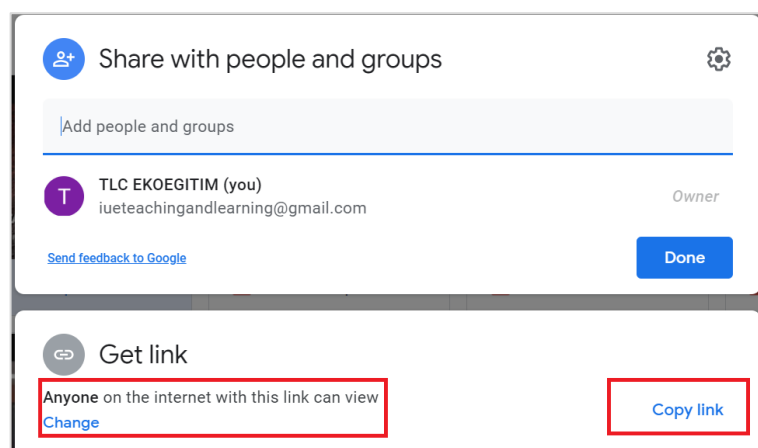 Share with people and groups
Add people and groups
T
TLC EKOEGITIM (you)
iueteachingandlearning@gmail.com
Owner
Send feedback to Google
Done
Get link
Anyone on the internet with this link can view
Change
Copy link